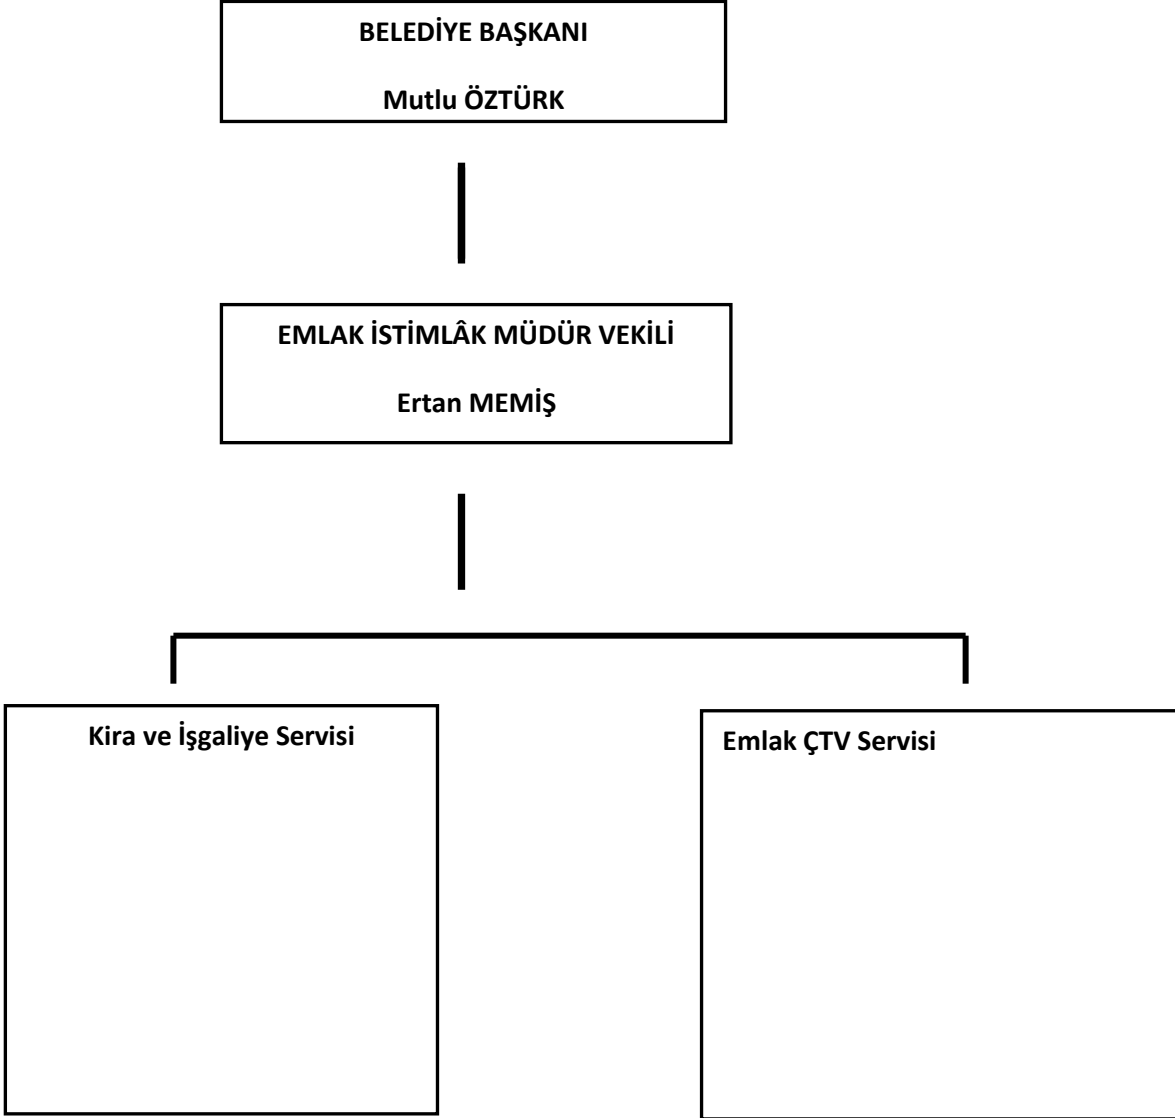 BELEDİYE BAŞKANI
Mutlu ÖZTÜRK
EMLAK İSTİMLÂK MÜDÜR VEKİLİ
Ertan MEMİŞ
Kira ve İşgaliye Servisi
Emlak ÇTV Servisi